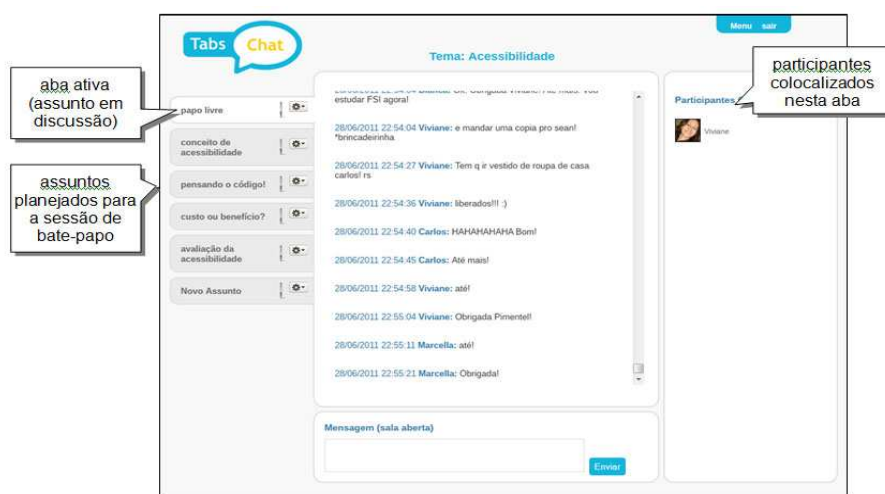 Menu sair
Tabs Chat
Tema: Acessibilidade
aba ativa
(assunto em
discussão)
assuntos
planejados para
a sessão de
bate-papo
papo livre
conceito de
acessibilidade
pensando o código!
custo ou benefício?
avaliação da
acessibilidade
Novo Assunto
estudar FSI agora!
28/06/2011 22:54:04 Viviane: e mandar uma copia pro sean!
*brincadeirinha
28/06/2011 22:54:27 Viviane: Tem q ir vestido de roupa de casa
carlos! rs
28/06/2011 22:54:36 Viviane: liberados!!! :)
28/06/2011 22:54:40 Carlos: HAHAHAHAHA Bom!
28/06/2011 22:54:45 Carlos: Até mais!
28/06/2011 22:54:58 Viviane: até!
28/06/2011 22:55:04 Viviane: Obrigada Pimentel!
28/06/2011 22:55:11 Marcella: até!
28/06/2011 22:55:21 Marcella: Obrigada!
Mensagem (sala aberta)
Enviar
participantes
colocalizados
nesta aba
Participantes
Viviane